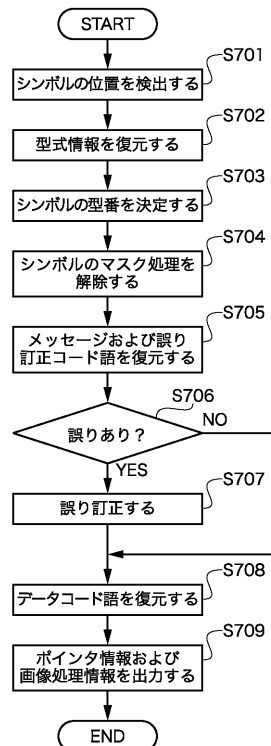 START
S701
シンボルの位置を検出する
S702
型式情報を復元する
S703
シンボルの型番を決定する
S704
シンボルのマスク処理を
解除する
S705
メッセージおよび誤り
訂正コード語を復元する
S706
誤りあり？
NO
YES
S707
誤り訂正する
S708
データコード語を復元する
S709
ポインタ情報および
画像処理情報を出力する
END